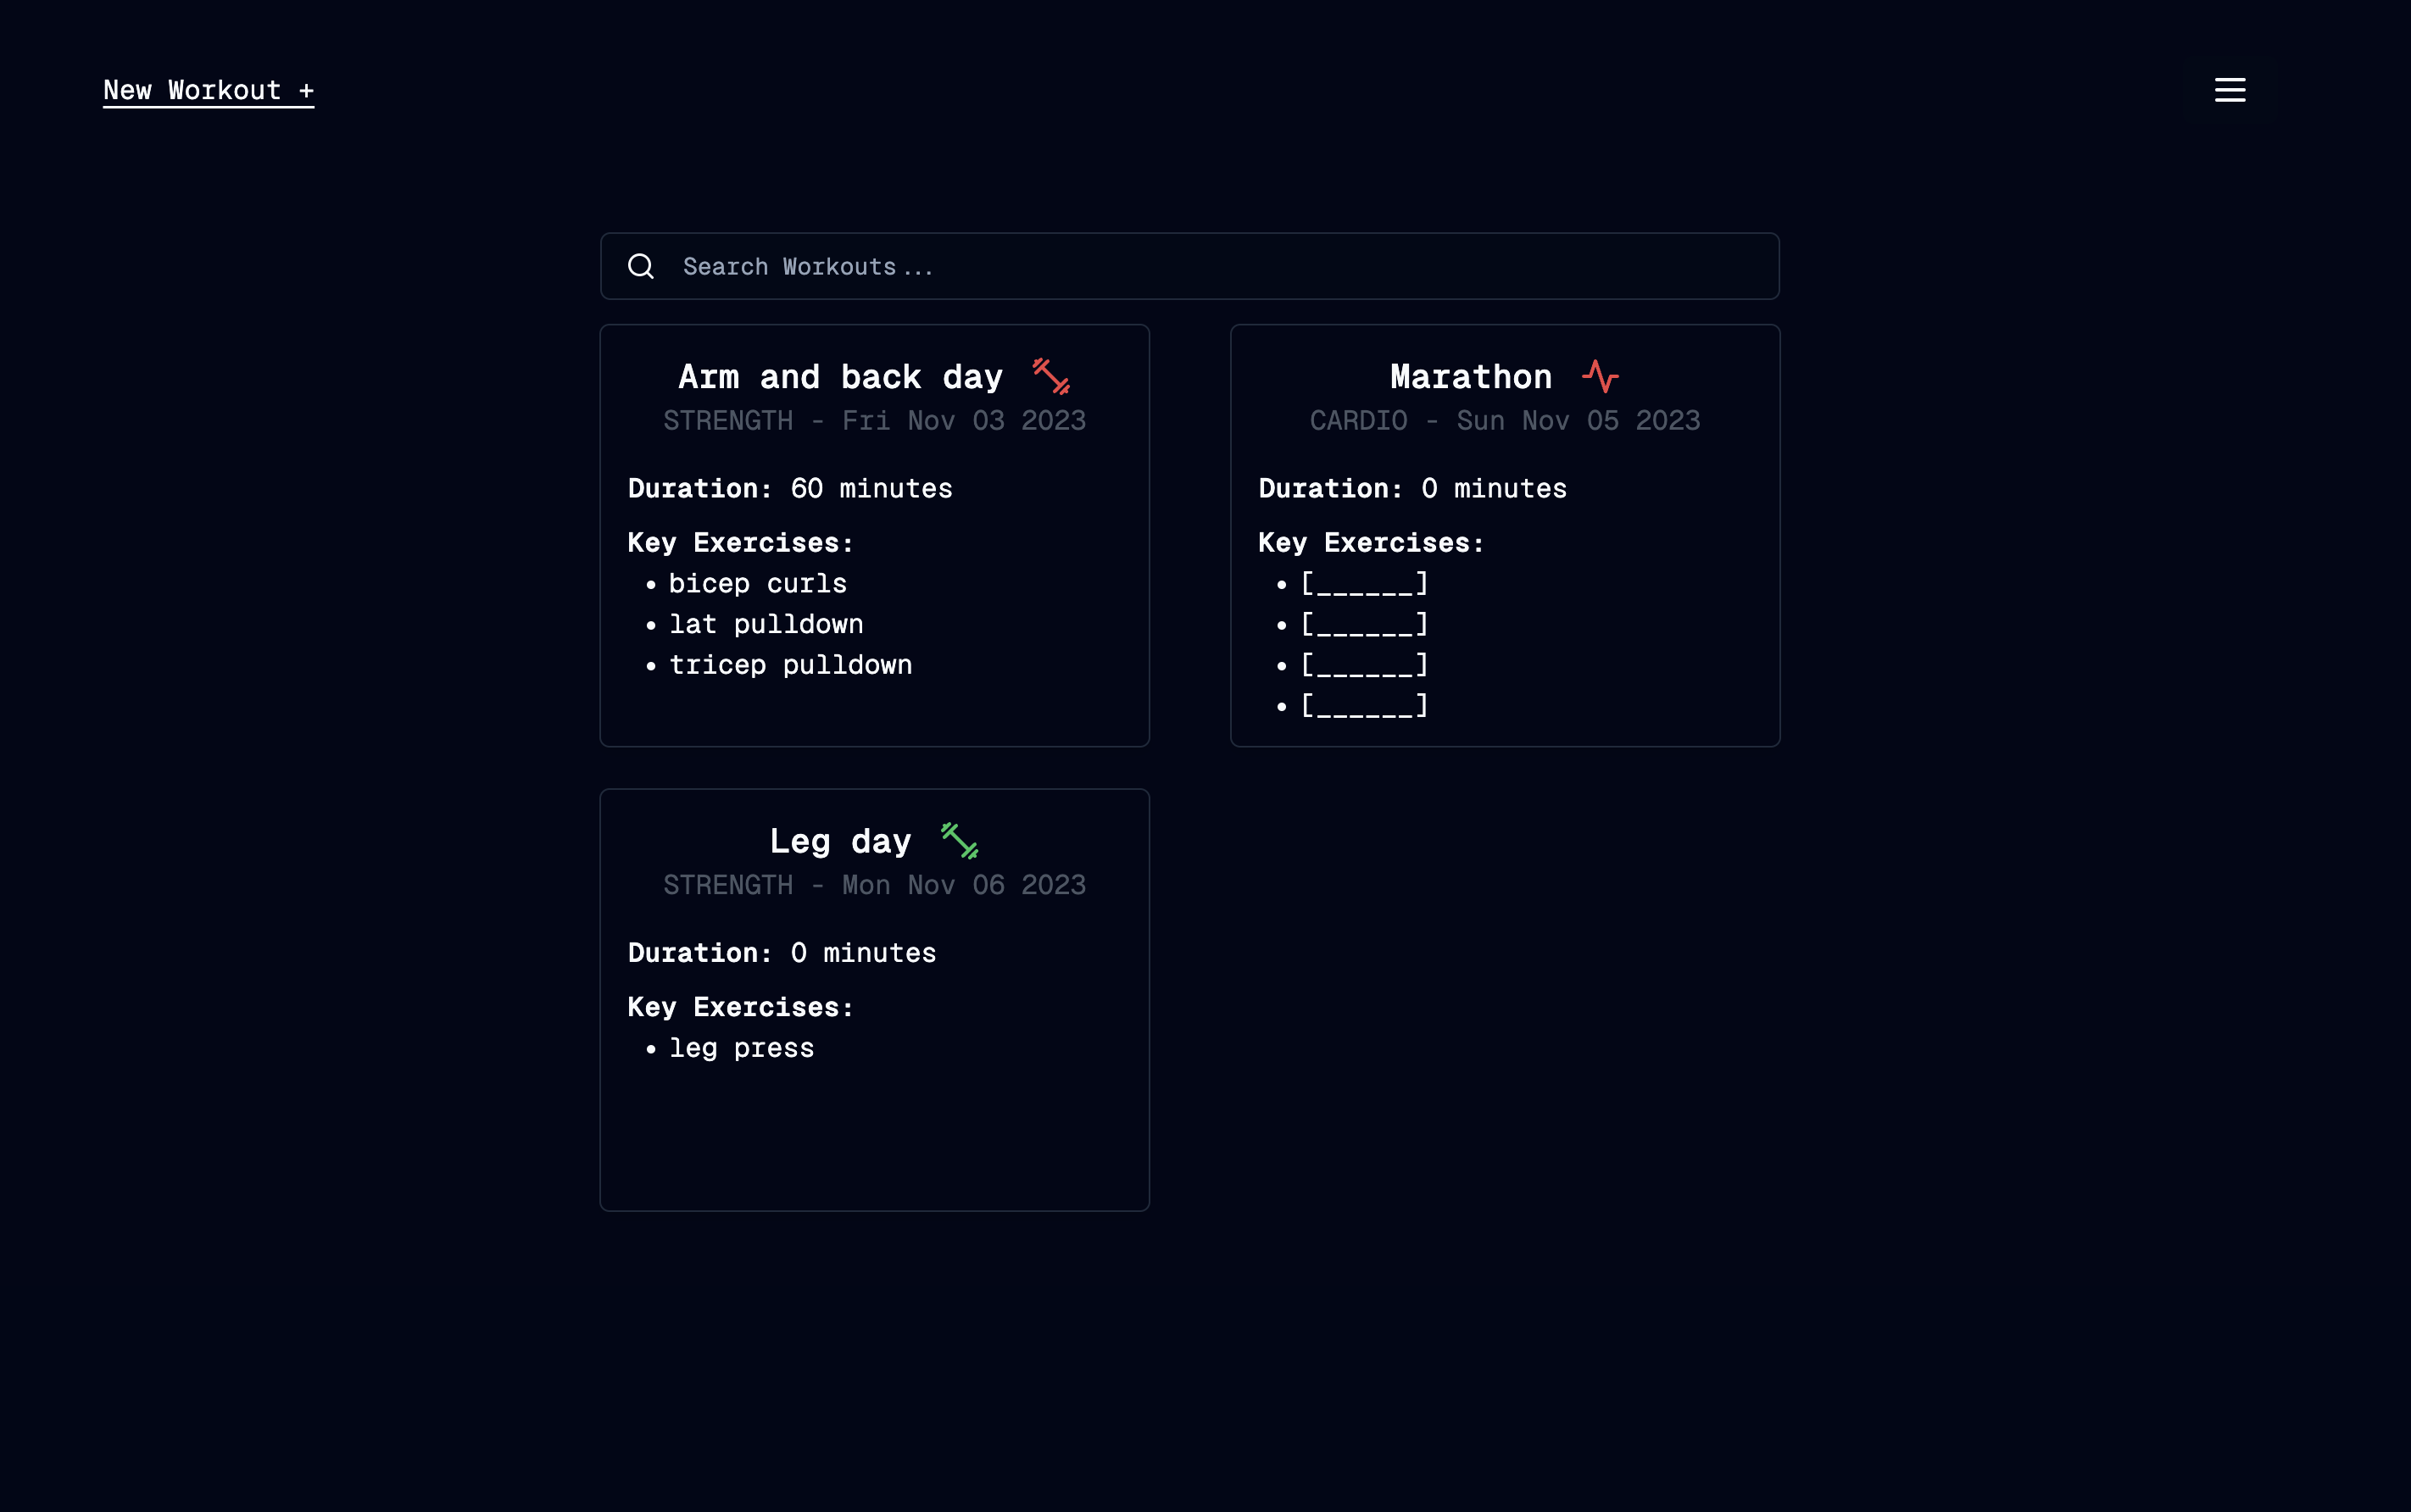 New Workout +
Search Workouts...
Arm and back day
STRENGTH - Fri Nov 03 2023
Duration: 60 minutes
Key Exercises:
• bicep curls
• lat pulldown
• tricep pulldown
Marathon
CARDIO - Sun Nov 05 2023
Duration: 0 minutes
Key Exercises:
• [______]
• [______]
• [______]
• [______]
Leg day
STRENGTH - Mon Nov 06 2023
Duration: 0 minutes
Key Exercises:
• leg press